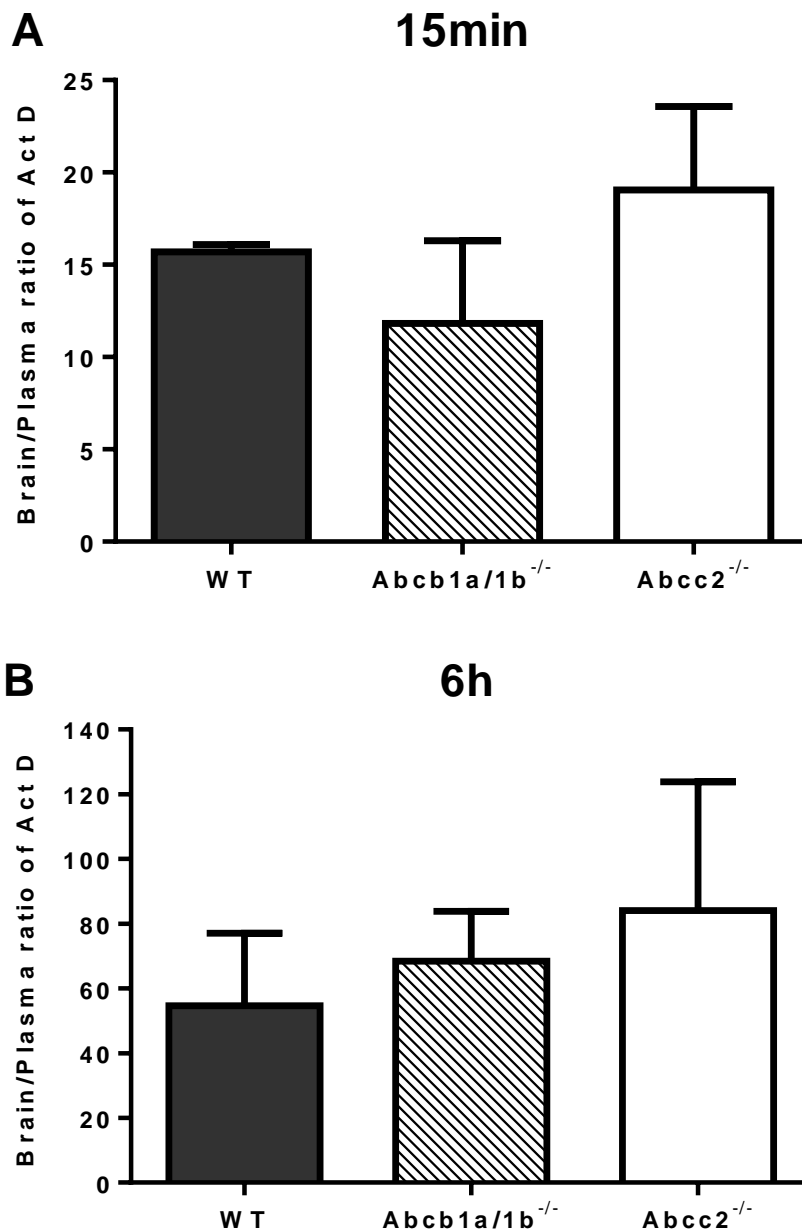 A
15min
Brain/Plasma ratio of Act D
25
20
15
10
5
0
WT
Abcb1a/1b-/-
Abcc2-/-
B
6h
Brain/Plasma ratio of Act D
140
120
100
80
60
40
20
0
WT
Abcb1a/1b-/-
Abcc2-/-